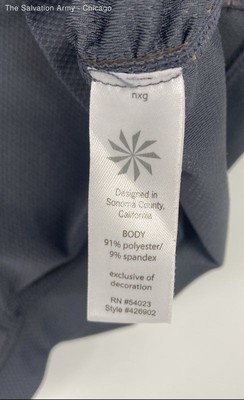 The Salvation Army - Chicago
nxg
Designed in
Sonoma County,
California
BODY
91% polyester/
9% spandex
exclusive of
decoration
RN #54023
Style #426902